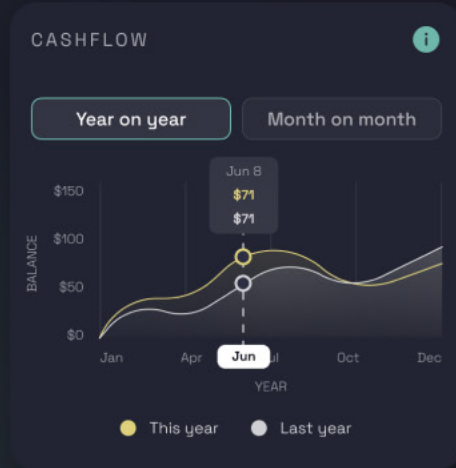 CASHFLOW
i
Year on year
Month on month
Jun 8
$71
$71
$150
$100
$50
$0
BALANCE
Jan
Apr
Jun
Oct
Dec
YEAR
This year
Last year